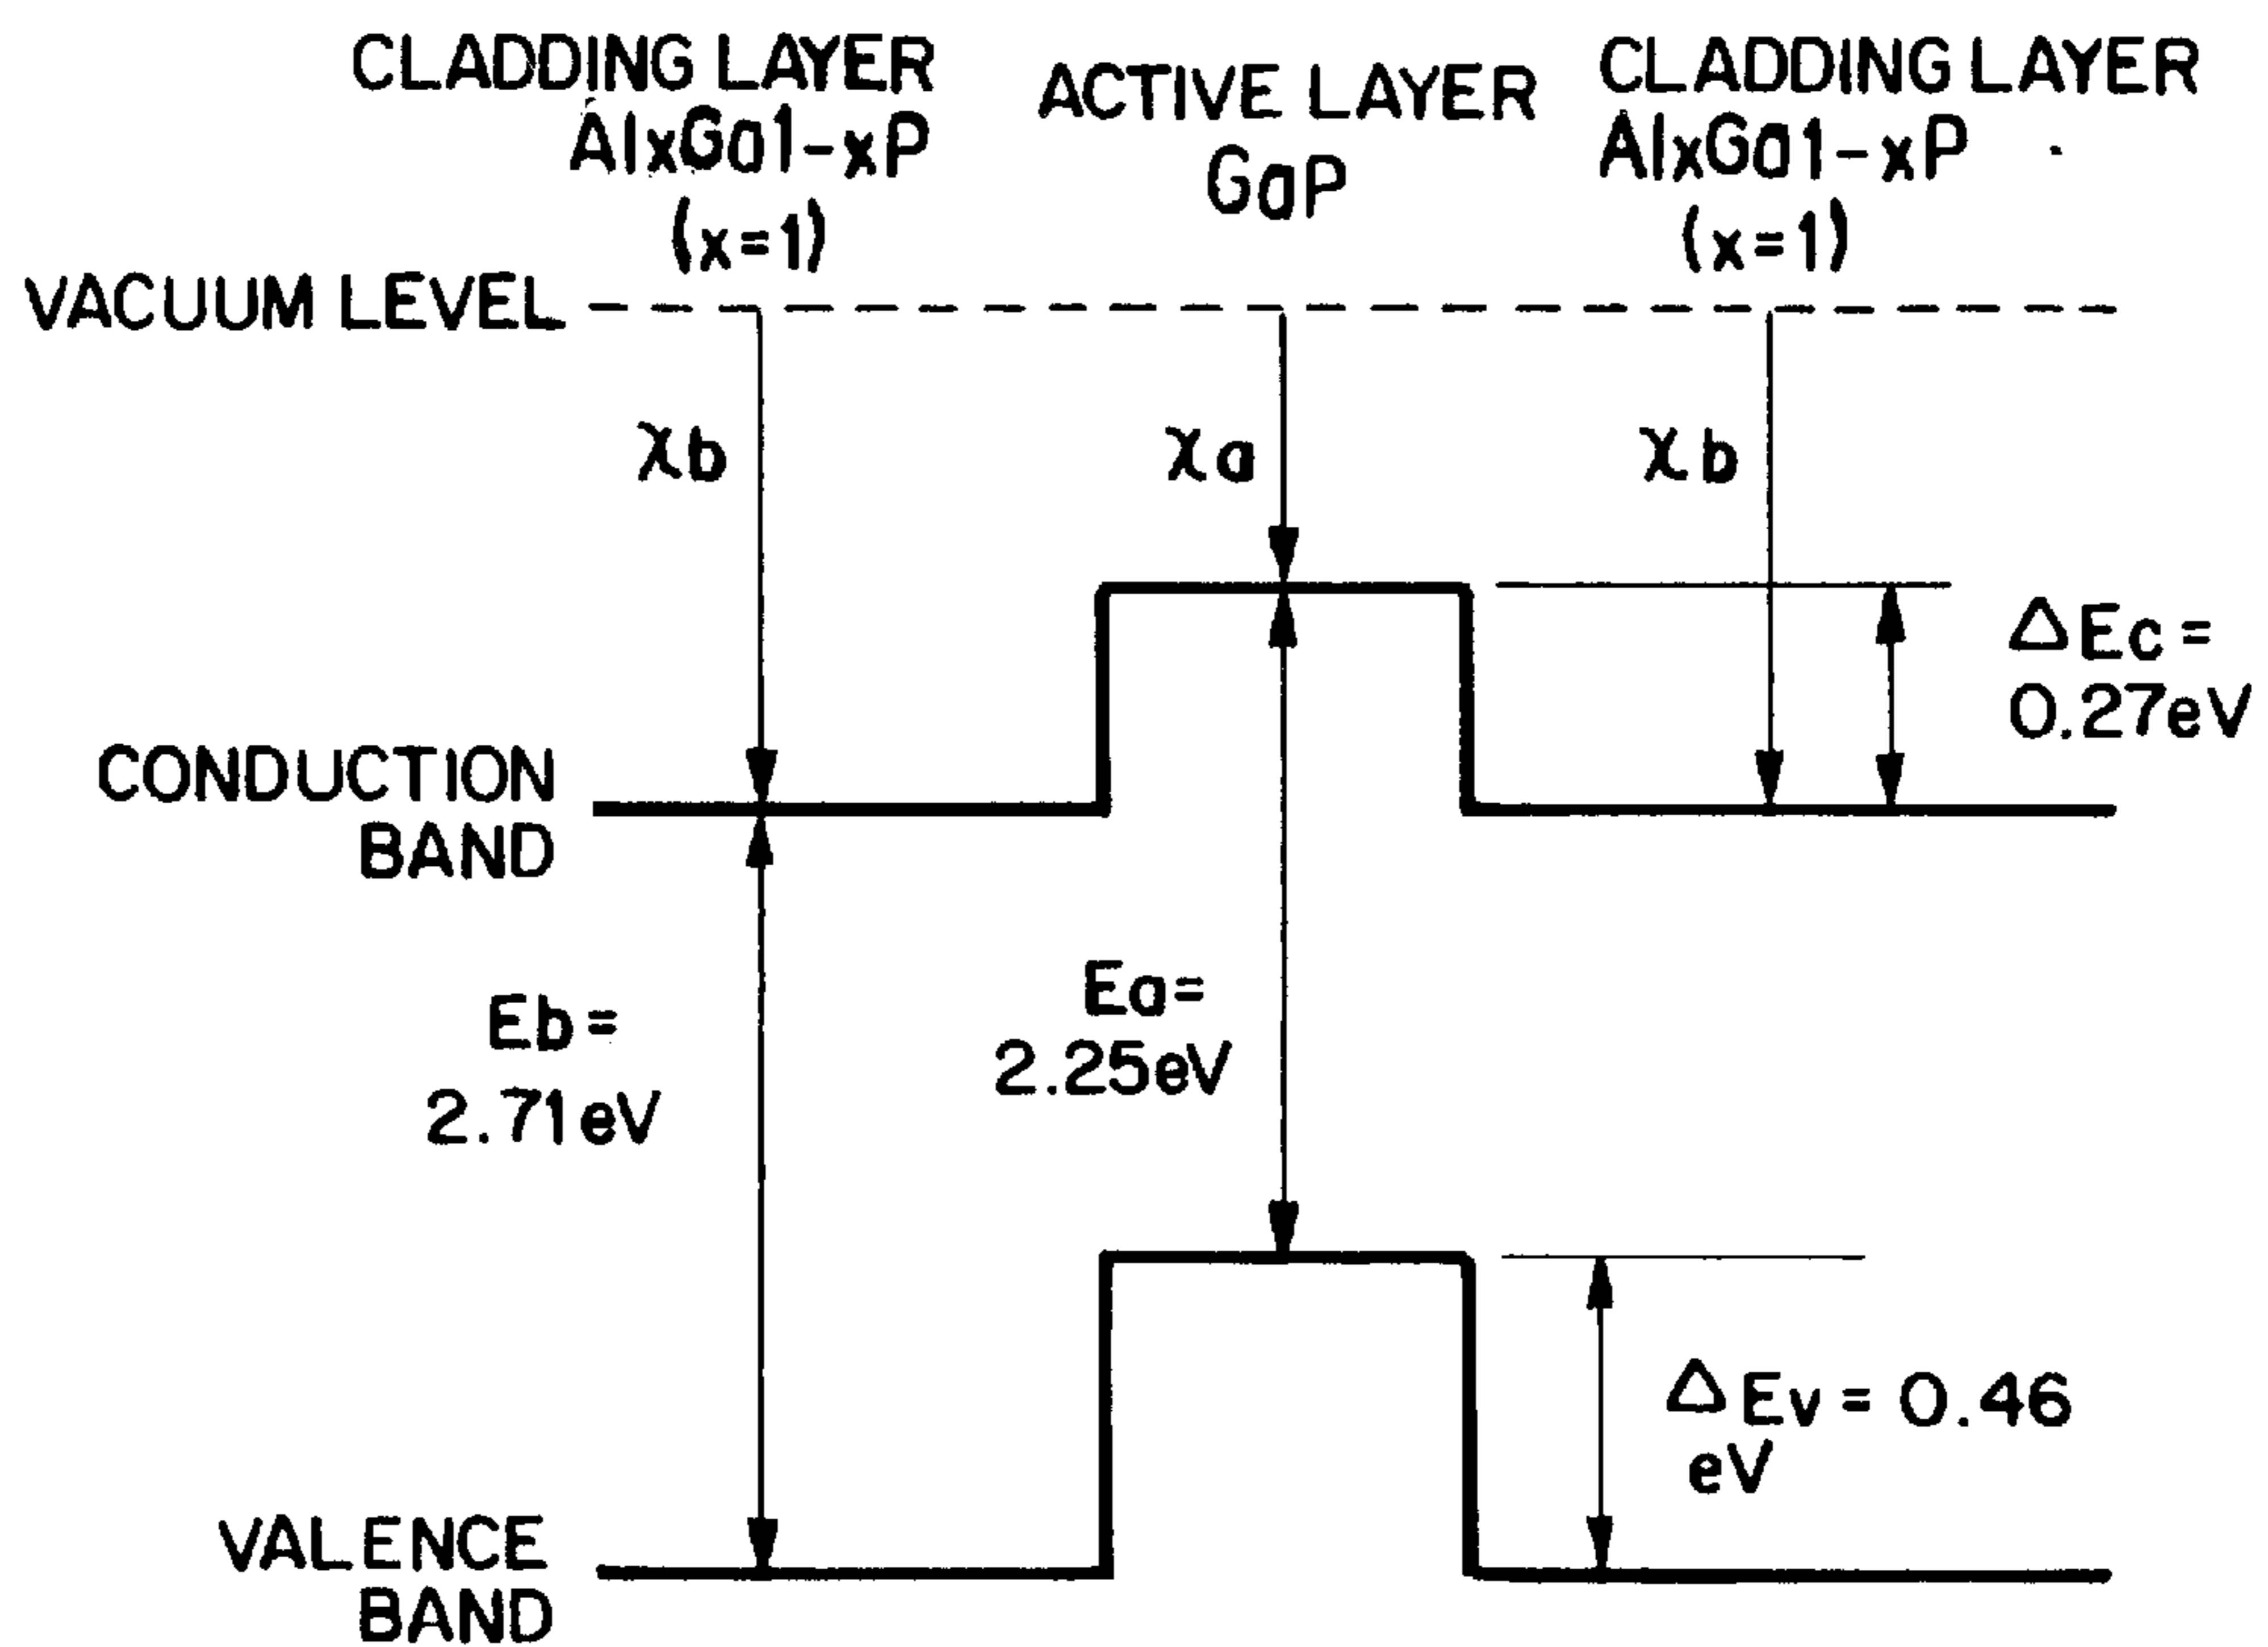 CLADDING LAYER
AlxGa1-xP
(x=1)
ACTIVE LAYER
GaP
CLADDING LAYER
AlxGa1-xP
(x=1)
VACUUM LEVEL
χb
χa
χb
ΔEc=
0.27eV
CONDUCTION
BAND
Eb=
2.71eV
Ea=
2.25eV
ΔEv=0.46
eV
VALENCE
BAND